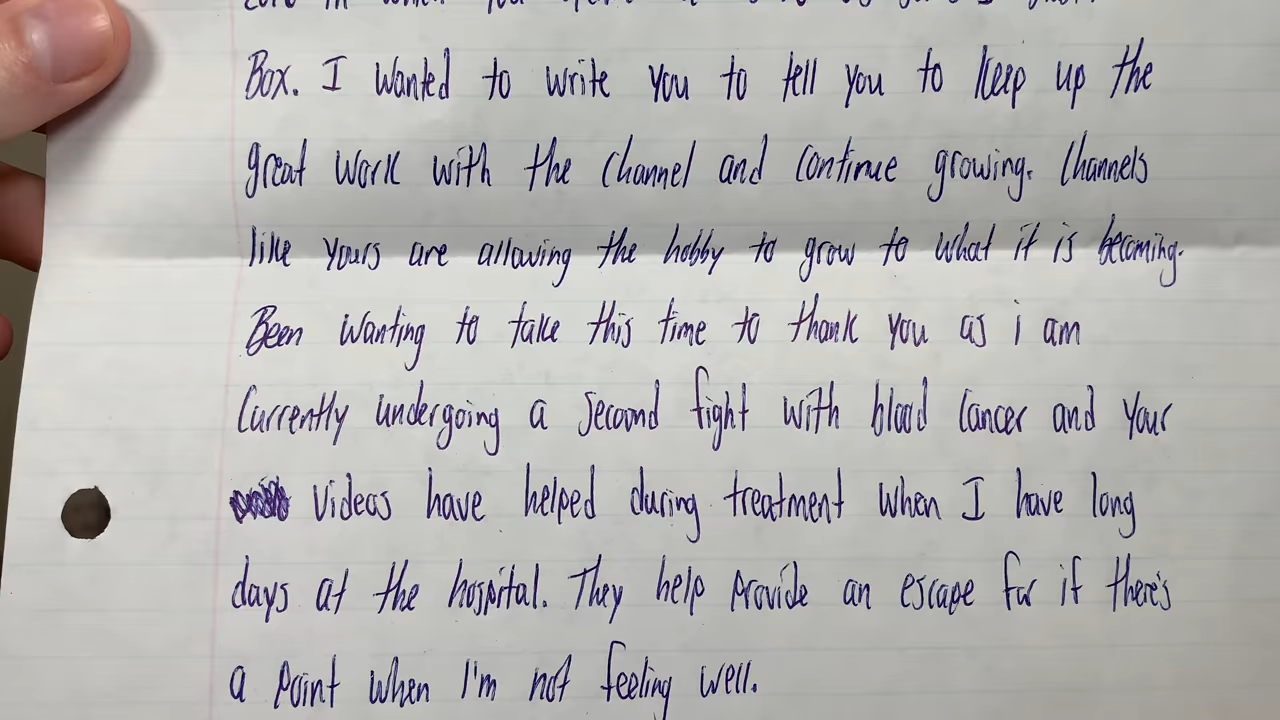 Box. I wanted to write you to tell you to keep up the
great work with the channel and continue growing. Channels
like yours are allowing the hobby to grow to what it is becoming.
Been wanting to take this time to thank you as i am
Currently undergoing a second fight with blood cancer and your
videos have helped during treatment when I have long
days at the hospital. They help provide an escape for if there's
a point when I'm not feeling well.